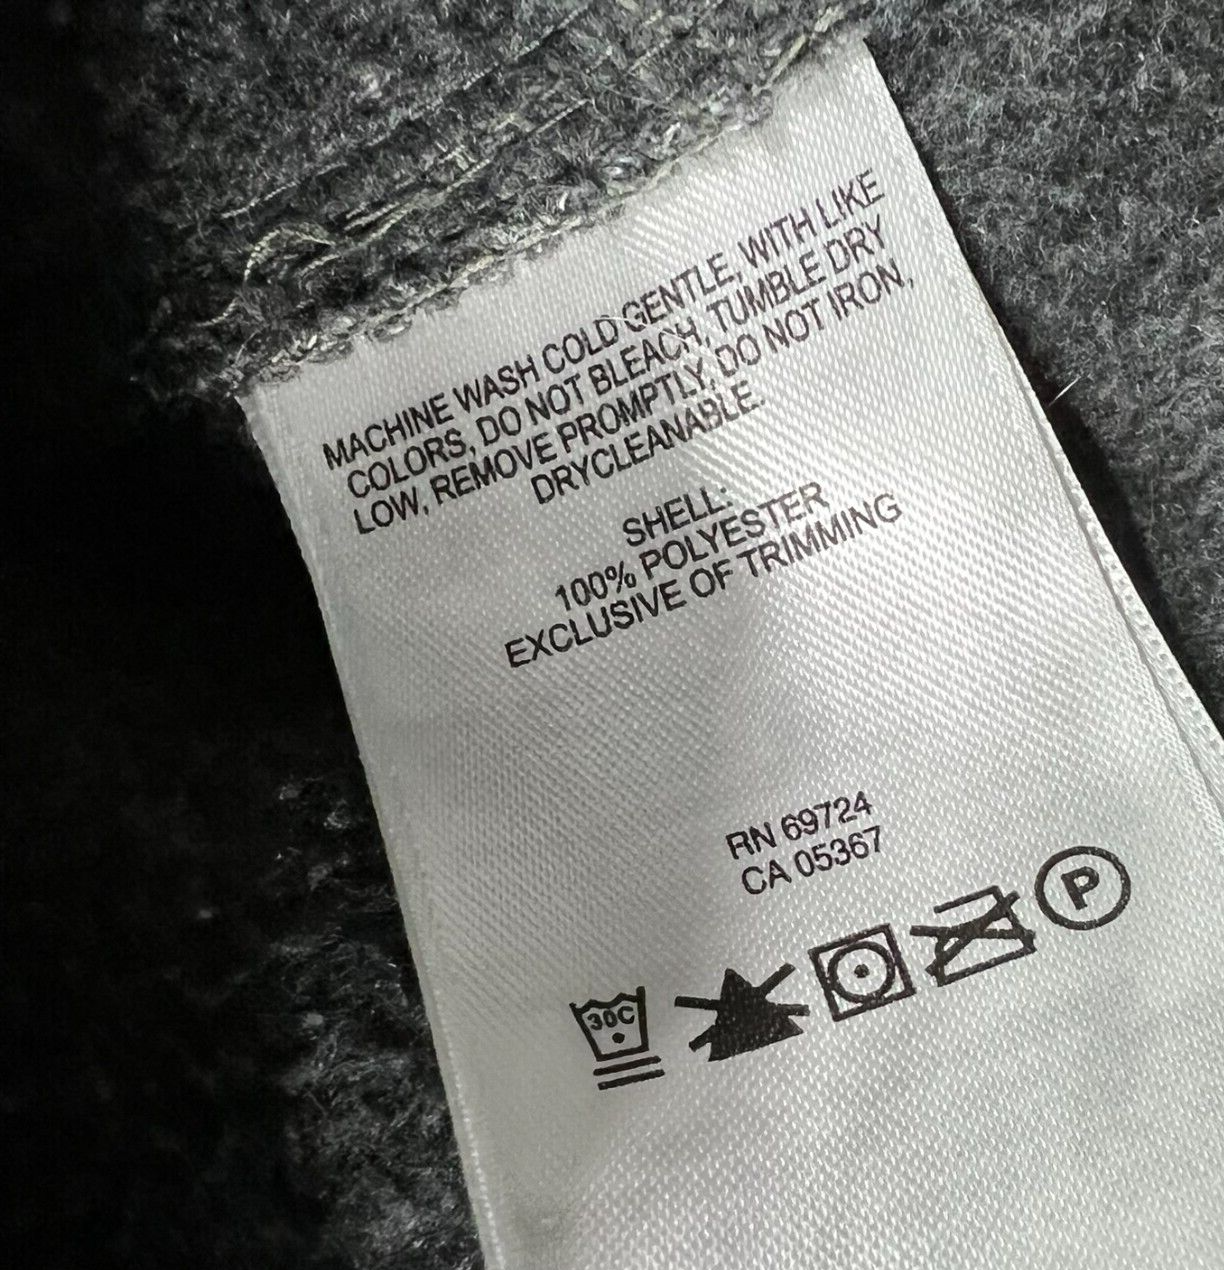 MACHINE WASH COLD GENTLE, WITH LIKE
COLORS, DO NOT BLEACH, TUMBLE DRY
LOW, REMOVE PROMPTLY, DO NOT IRON,
DRYCLEANABLE.
SHELL:
100% POLYESTER
EXCLUSIVE OF TRIMMING
RN 69724
CA 05367
30C
P